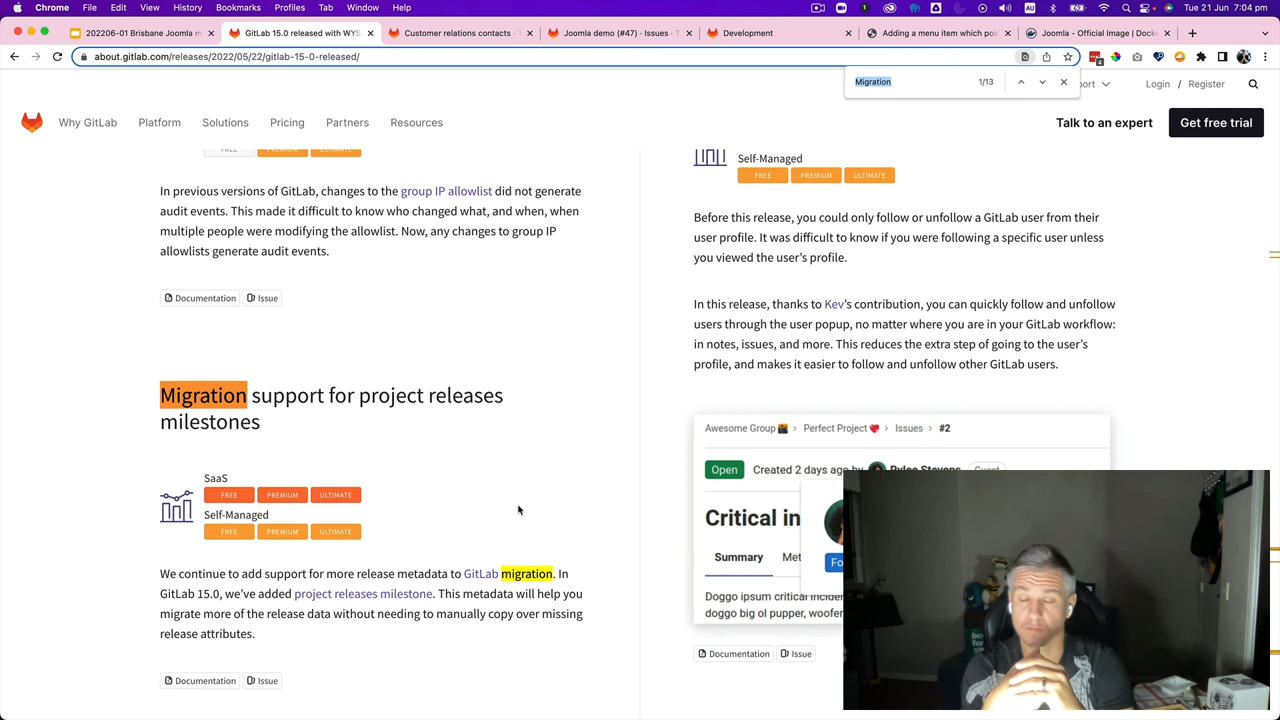 Chrome File Edit View History Bookmarks Profiles Tab Window Help
Wed 1 Jun 7:04 pm
202206-01 Brisbane Joomla m
GitLab 15.0 released with WYS
Customer relations contacts · T
Joomla demo (#47) · Issues · T
Development
Adding a menu item which poi
Joomla - Official Image | Dock
about.gitlab.com/releases/2022/05/22/gitlab-15-0-released/
Migration 1/13
Why GitLab Platform Solutions Pricing Partners Resources
port Login / Register
Talk to an expert Get free trial
FREE PREMIUM ULTIMATE
In previous versions of GitLab, changes to the group IP allowlist did not generate
audit events. This made it difficult to know who changed what, and when, when
multiple people were modifying the allowlist. Now, any changes to group IP
allowlists generate audit events.
Documentation Issue
Migration support for project releases
milestones
SaaS
FREE PREMIUM ULTIMATE
Self-Managed
FREE PREMIUM ULTIMATE
We continue to add support for more release metadata to GitLab migration. In
GitLab 15.0, we've added project releases milestone. This metadata will help you
migrate more of the release data without needing to manually copy over missing
release attributes.
Documentation Issue
Self-Managed
FREE PREMIUM ULTIMATE
Before this release, you could only follow or unfollow a GitLab user from their
user profile. It was difficult to know if you were following a specific user unless
you viewed the user's profile.
In this release, thanks to Kev's contribution, you can quickly follow and unfollow
users through the user popup, no matter where you are in your GitLab workflow:
in notes, issues, and more. This reduces the extra step of going to the user's
profile, and makes it easier to follow and unfollow other GitLab users.
Awesome Group > Perfect Project > Issues > #2
Open Created 2 days ago by Rylee Stevens Guest
Critical in
Summary Met
Fo
Doggo ipsum critical incider
doggo big ol pupper, woofer
Documentation Issue